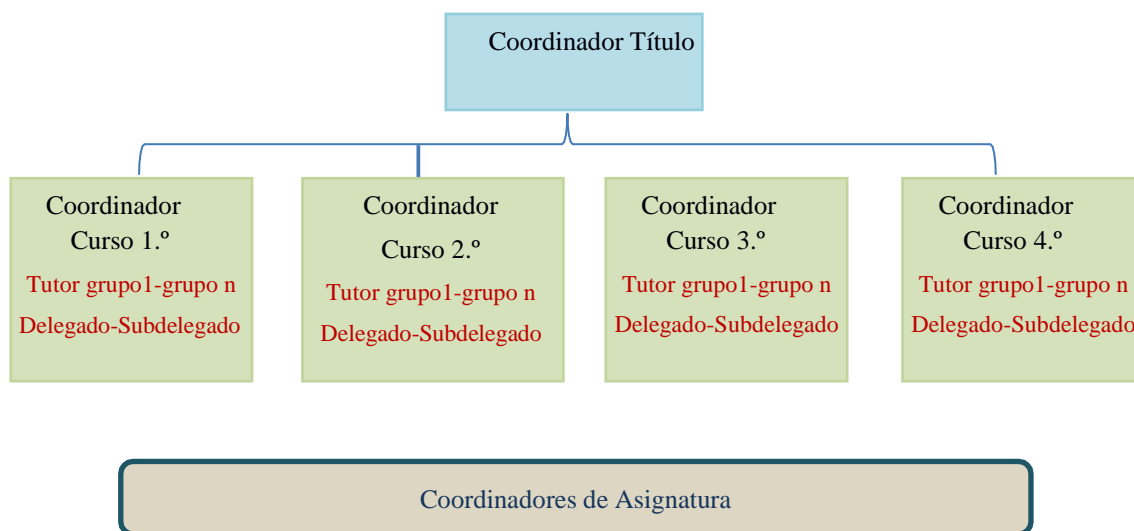 Coordinador Título
Coordinador
Curso 1.º
Tutor grupo1-grupo n
Delegado-Subdelegado
Coordinador
Curso 2.º
Tutor grupo1-grupo n
Delegado-Subdelegado
Coordinador
Curso 3.º
Tutor grupo1-grupo n
Delegado-Subdelegado
Coordinador
Curso 4.º
Tutor grupo1-grupo n
Delegado-Subdelegado
Coordinadores de Asignatura